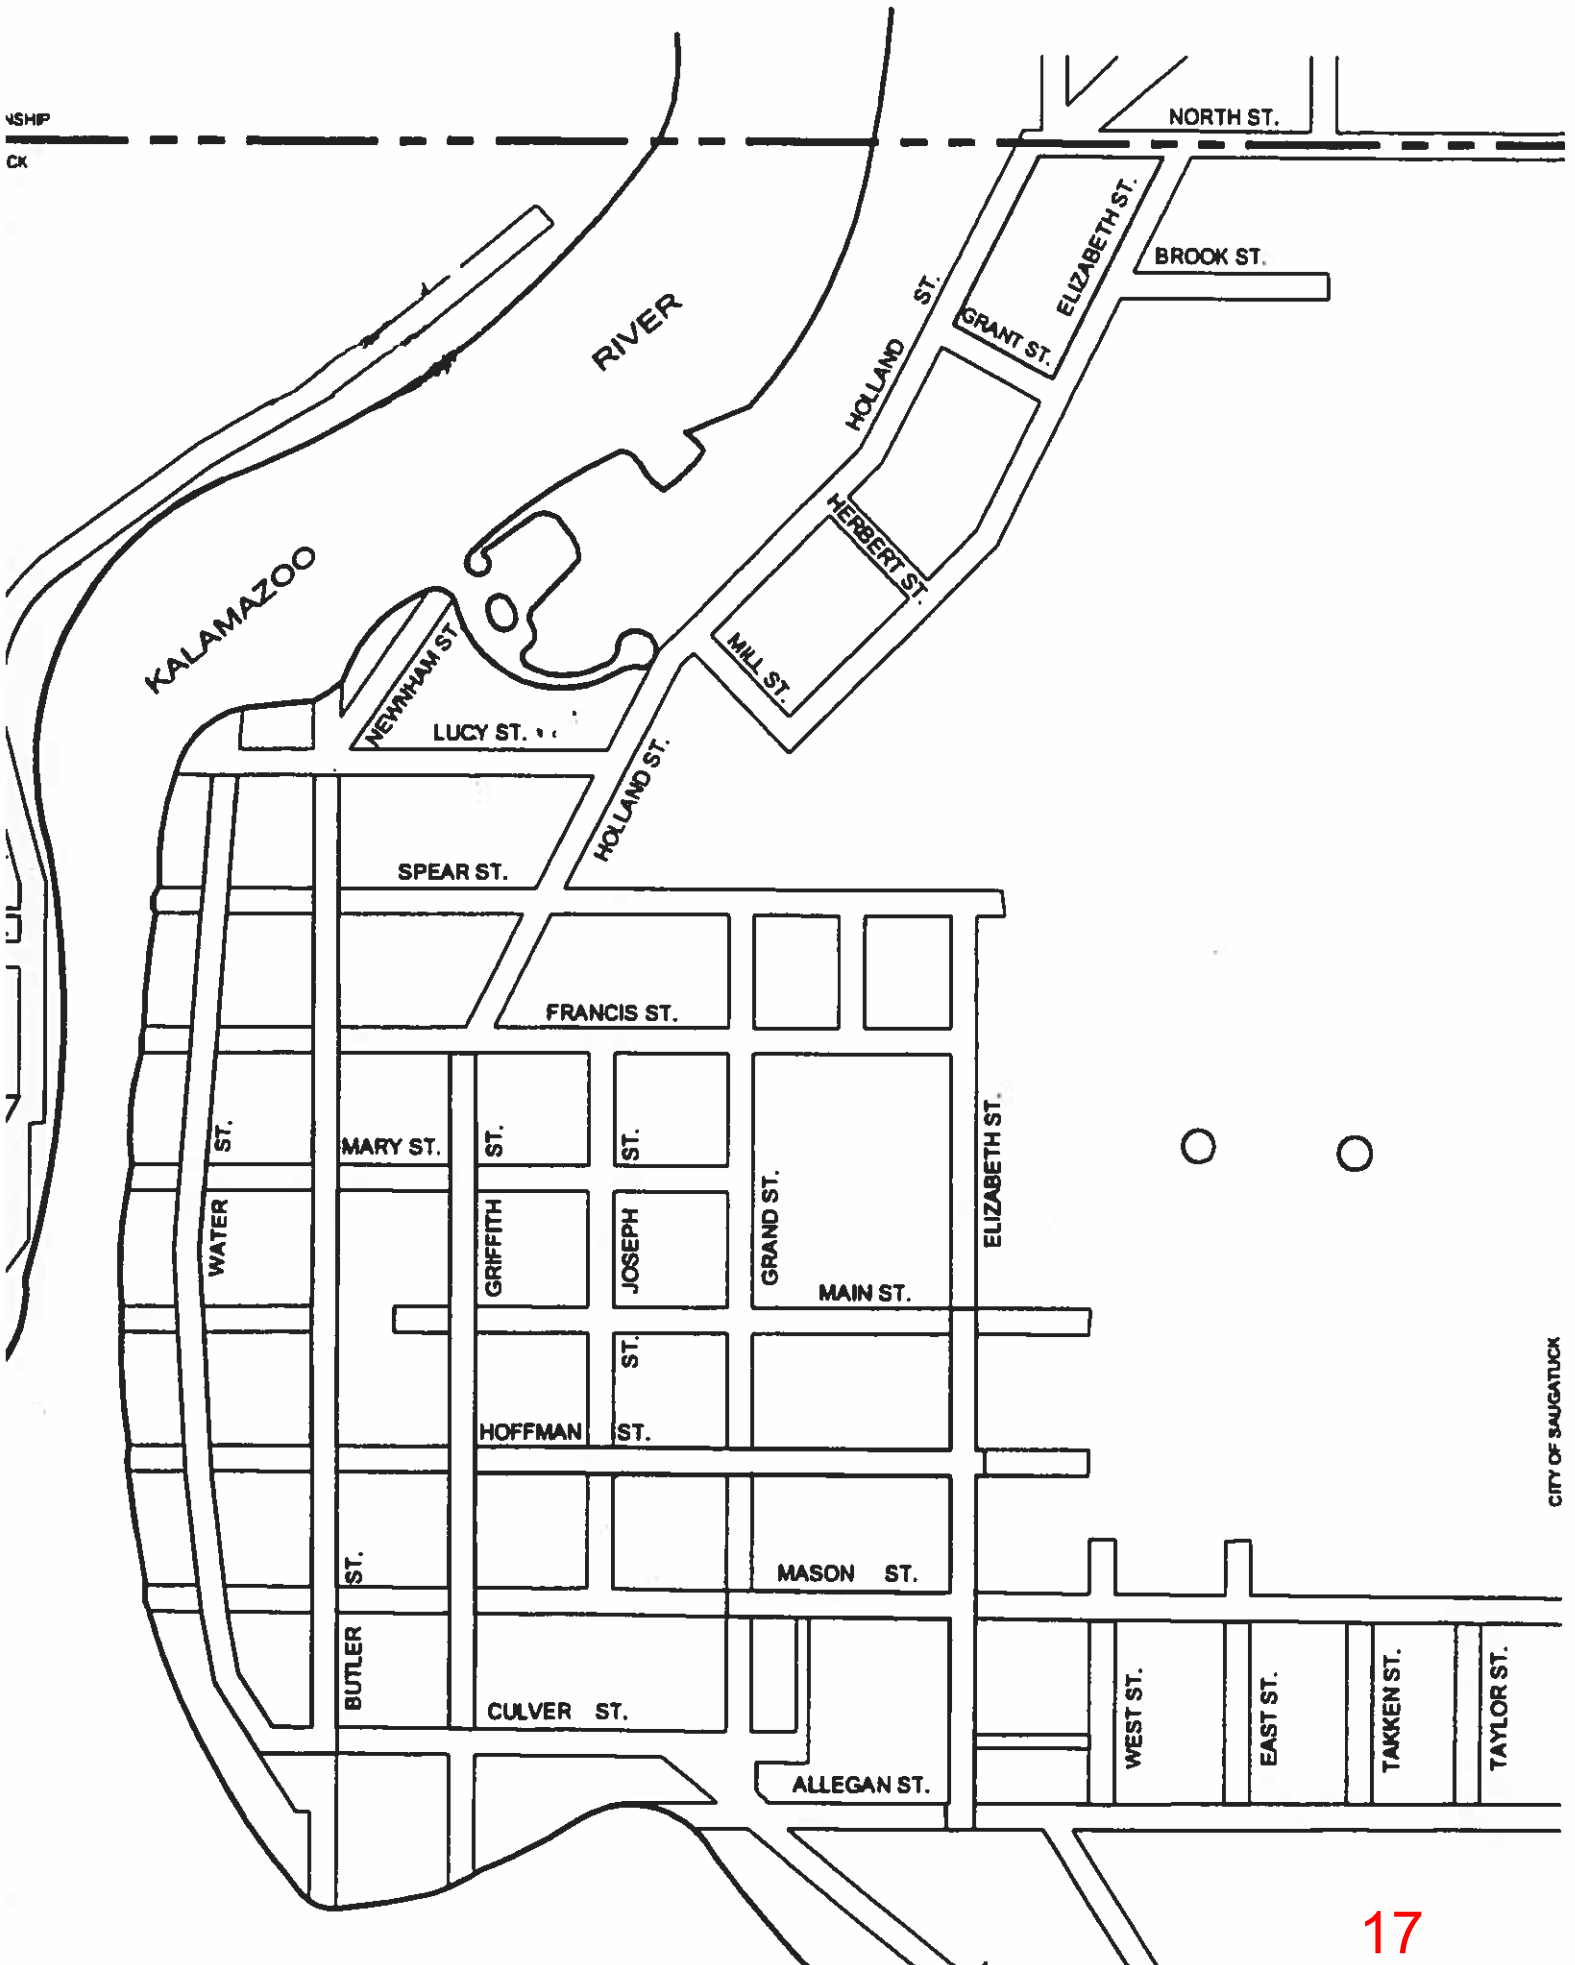 NORTH ST.
BROOK ST.
ELIZABETH ST.
GRANT ST.
HOLLAND ST.
RIVER
KALAMAZOO
HERBERT ST.
MILL ST.
NEWNHAM ST
LUCY ST.
HOLLAND ST.
SPEAR ST.
FRANCIS ST.
MARY ST.
WATER ST.
GRIFFITH ST.
JOSEPH ST.
ST.
GRAND ST.
ELIZABETH ST.
MAIN ST.
HOFFMAN ST.
MASON ST.
BUTLER ST.
CULVER ST.
ALLEGAN ST.
WEST ST.
EAST ST.
TAKKEN ST.
TAYLOR ST.
CITY OF SAUGATUCK
17